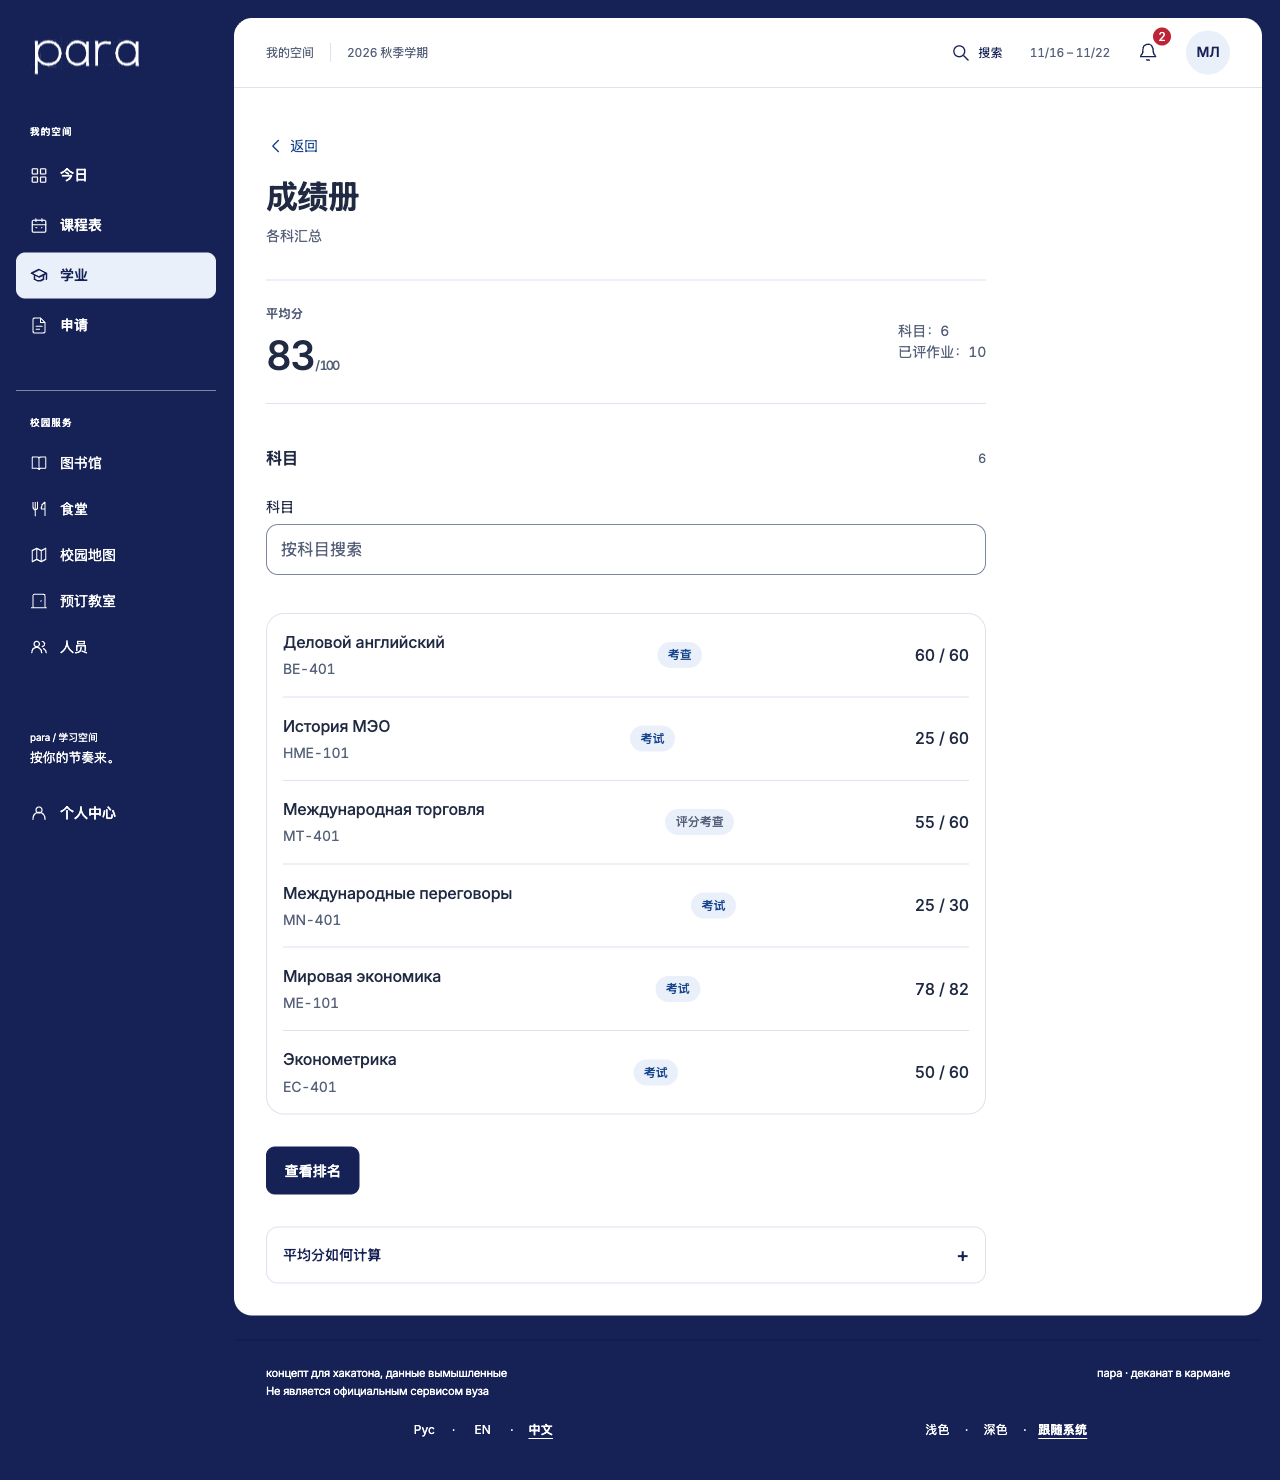 para
我的空间
今日
课程表
学业
申请
校园服务
图书馆
食堂
校园地图
预订教室
人员
para / 学习空间
按你的节奏来。
个人中心
我的空间
2026 秋季学期
搜索
11/16 – 11/22
2
МЛ
返回
成绩册
各科汇总
平均分
83/100
科目：6
已评作业：10
科目
6
科目
按科目搜索
Деловой английский
BE-401
考查
60 / 60
История МЭО
HME-101
考试
25 / 60
Международная торговля
MT-401
评分考查
55 / 60
Международные переговоры
MN-401
考试
25 / 30
Мировая экономика
ME-101
考试
78 / 82
Эконометрика
EC-401
考试
50 / 60
查看排名
平均分如何计算
+
концепт для хакатона, данные вымышленные
Не является официальным сервисом вуза
пара · деканат в кармане
Рус · EN · 中文
浅色 · 深色 · 跟随系统